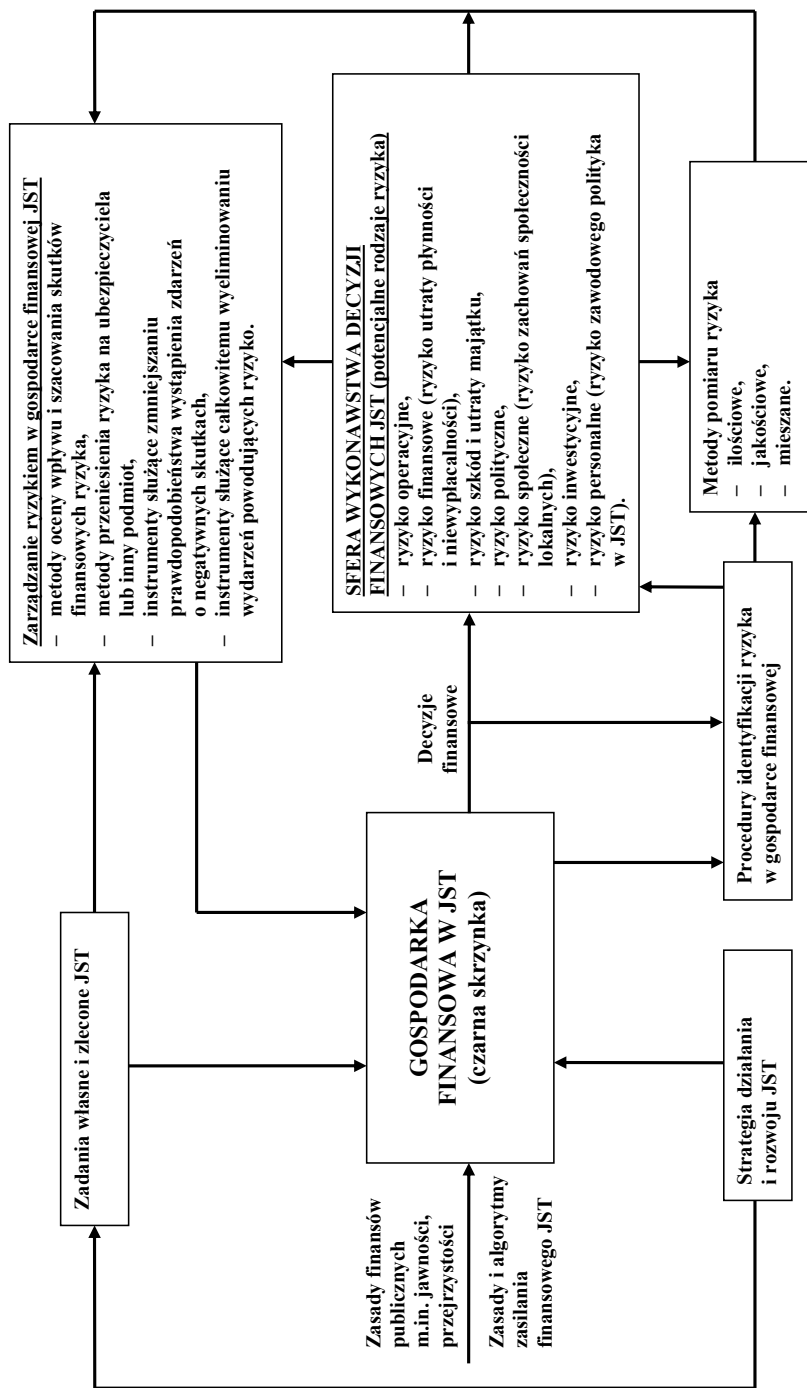 Zadania własne i zlecone JST
Zarządzanie ryzykiem w gospodarce finansowej JST
– metody oceny wpływu i szacowania skutków
finansowych ryzyka,
– metody przeniesienia ryzyka na ubezpieczyciela
lub inny podmiot,
– instrumenty służące zmniejszaniu
prawdopodobieństwa wystąpienia zdarzeń
o negatywnych skutkach,
– instrumenty służące całkowitemu wyeliminowaniu
wydarzeń powodujących ryzyko.
Zasady finansów
publicznych
m.in. jawności,
przejrzystości
Zasady i algorytmy
zasilania
finansowego JST
GOSPODARKA
FINANSOWA W JST
(czarna skrzynka)
Decyzje
finansowe
SFERA WYKONAWSTWA DECYZJI
FINANSOWYCH JST (potencjalne rodzaje ryzyka)
– ryzyko operacyjne,
– ryzyko finansowe (ryzyko utraty płynności
i niewypłacalności),
– ryzyko szkód i utraty majątku,
– ryzyko polityczne,
– ryzyko społeczne (ryzyko zachowań społeczności
lokalnych),
– ryzyko inwestycyjne,
– ryzyko personalne (ryzyko zawodowego polityka
w JST).
Strategia działania
i rozwoju JST
Procedury identyfikacji ryzyka
w gospodarce finansowej
Metody pomiaru ryzyka
– ilościowe,
– jakościowe,
– mieszane.